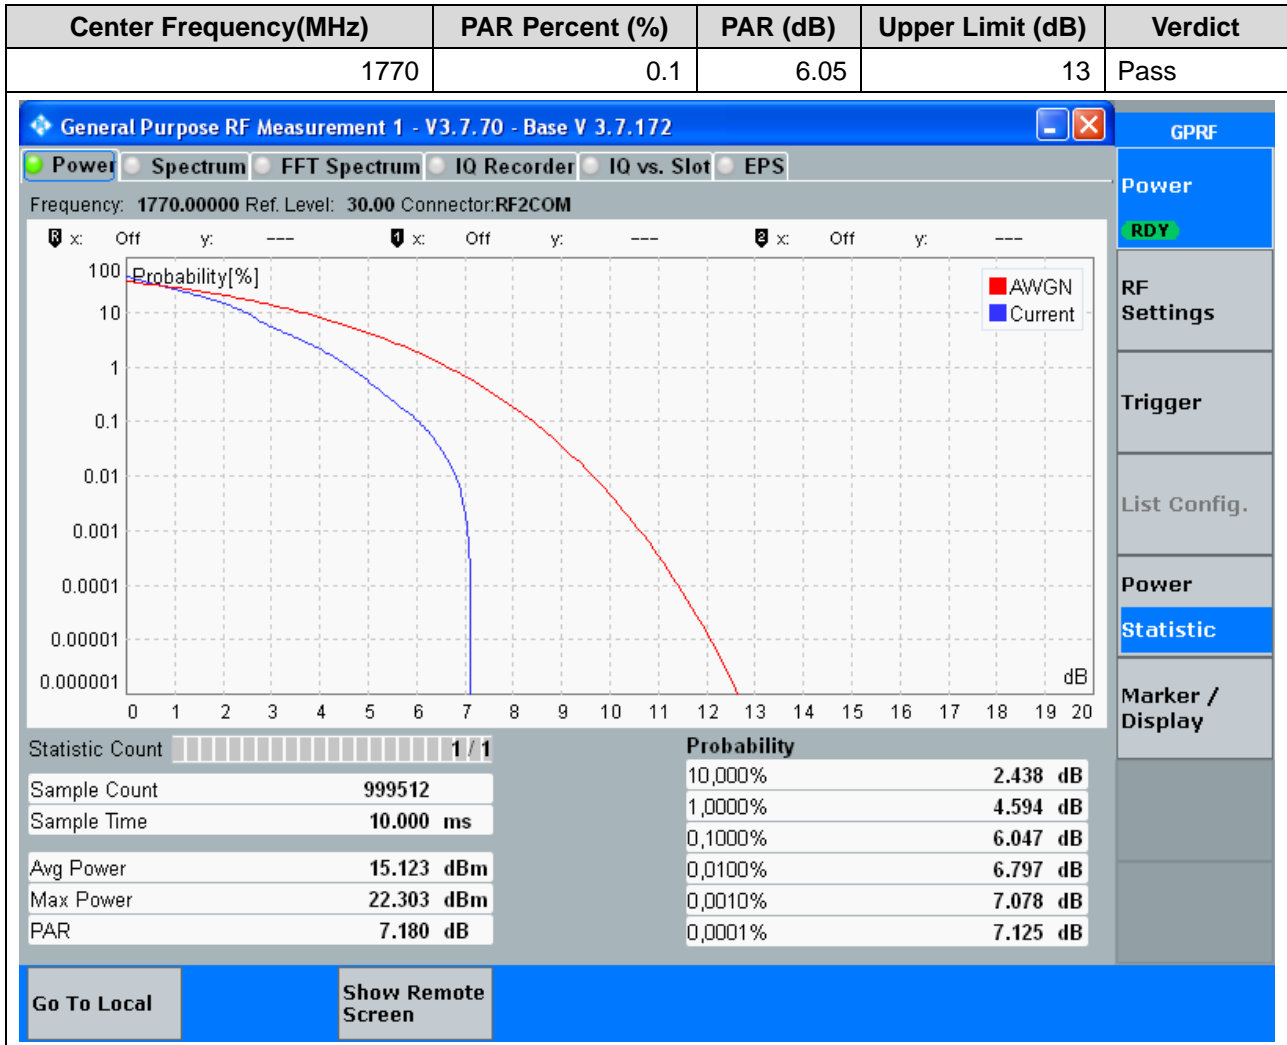 Center Frequency(MHz) PAR Percent (%) PAR (dB) Upper Limit (dB) Verdict
1770 0.1 6.05 13 Pass
General Purpose RF Measurement 1 - V3.7.70 - Base V 3.7.172
GPRF
Power Spectrum FFT Spectrum IQ Recorder IQ vs. Slot EPS
Power
RDY
Frequency: 1770.00000 Ref. Level: 30.00 Connector:RF2COM
R x: Off y: --- 1 x: Off y: --- 2 x: Off y: ---
Probability[%]
AWGN
Current
100
10
1
0.1
0.01
0.001
0.0001
0.00001
0.000001
dB
0 1 2 3 4 5 6 7 8 9 10 11 12 13 14 15 16 17 18 19 20
RF
Settings
Trigger
List Config.
Power
Statistic
Marker /
Display
Statistic Count 1 / 1
Sample Count 999512
Sample Time 10.000 ms
Avg Power 15.123 dBm
Max Power 22.303 dBm
PAR 7.180 dB
Probability
10,000% 2.438 dB
1,0000% 4.594 dB
0,1000% 6.047 dB
0,0100% 6.797 dB
0,0010% 7.078 dB
0,0001% 7.125 dB
Go To Local
Show Remote
Screen